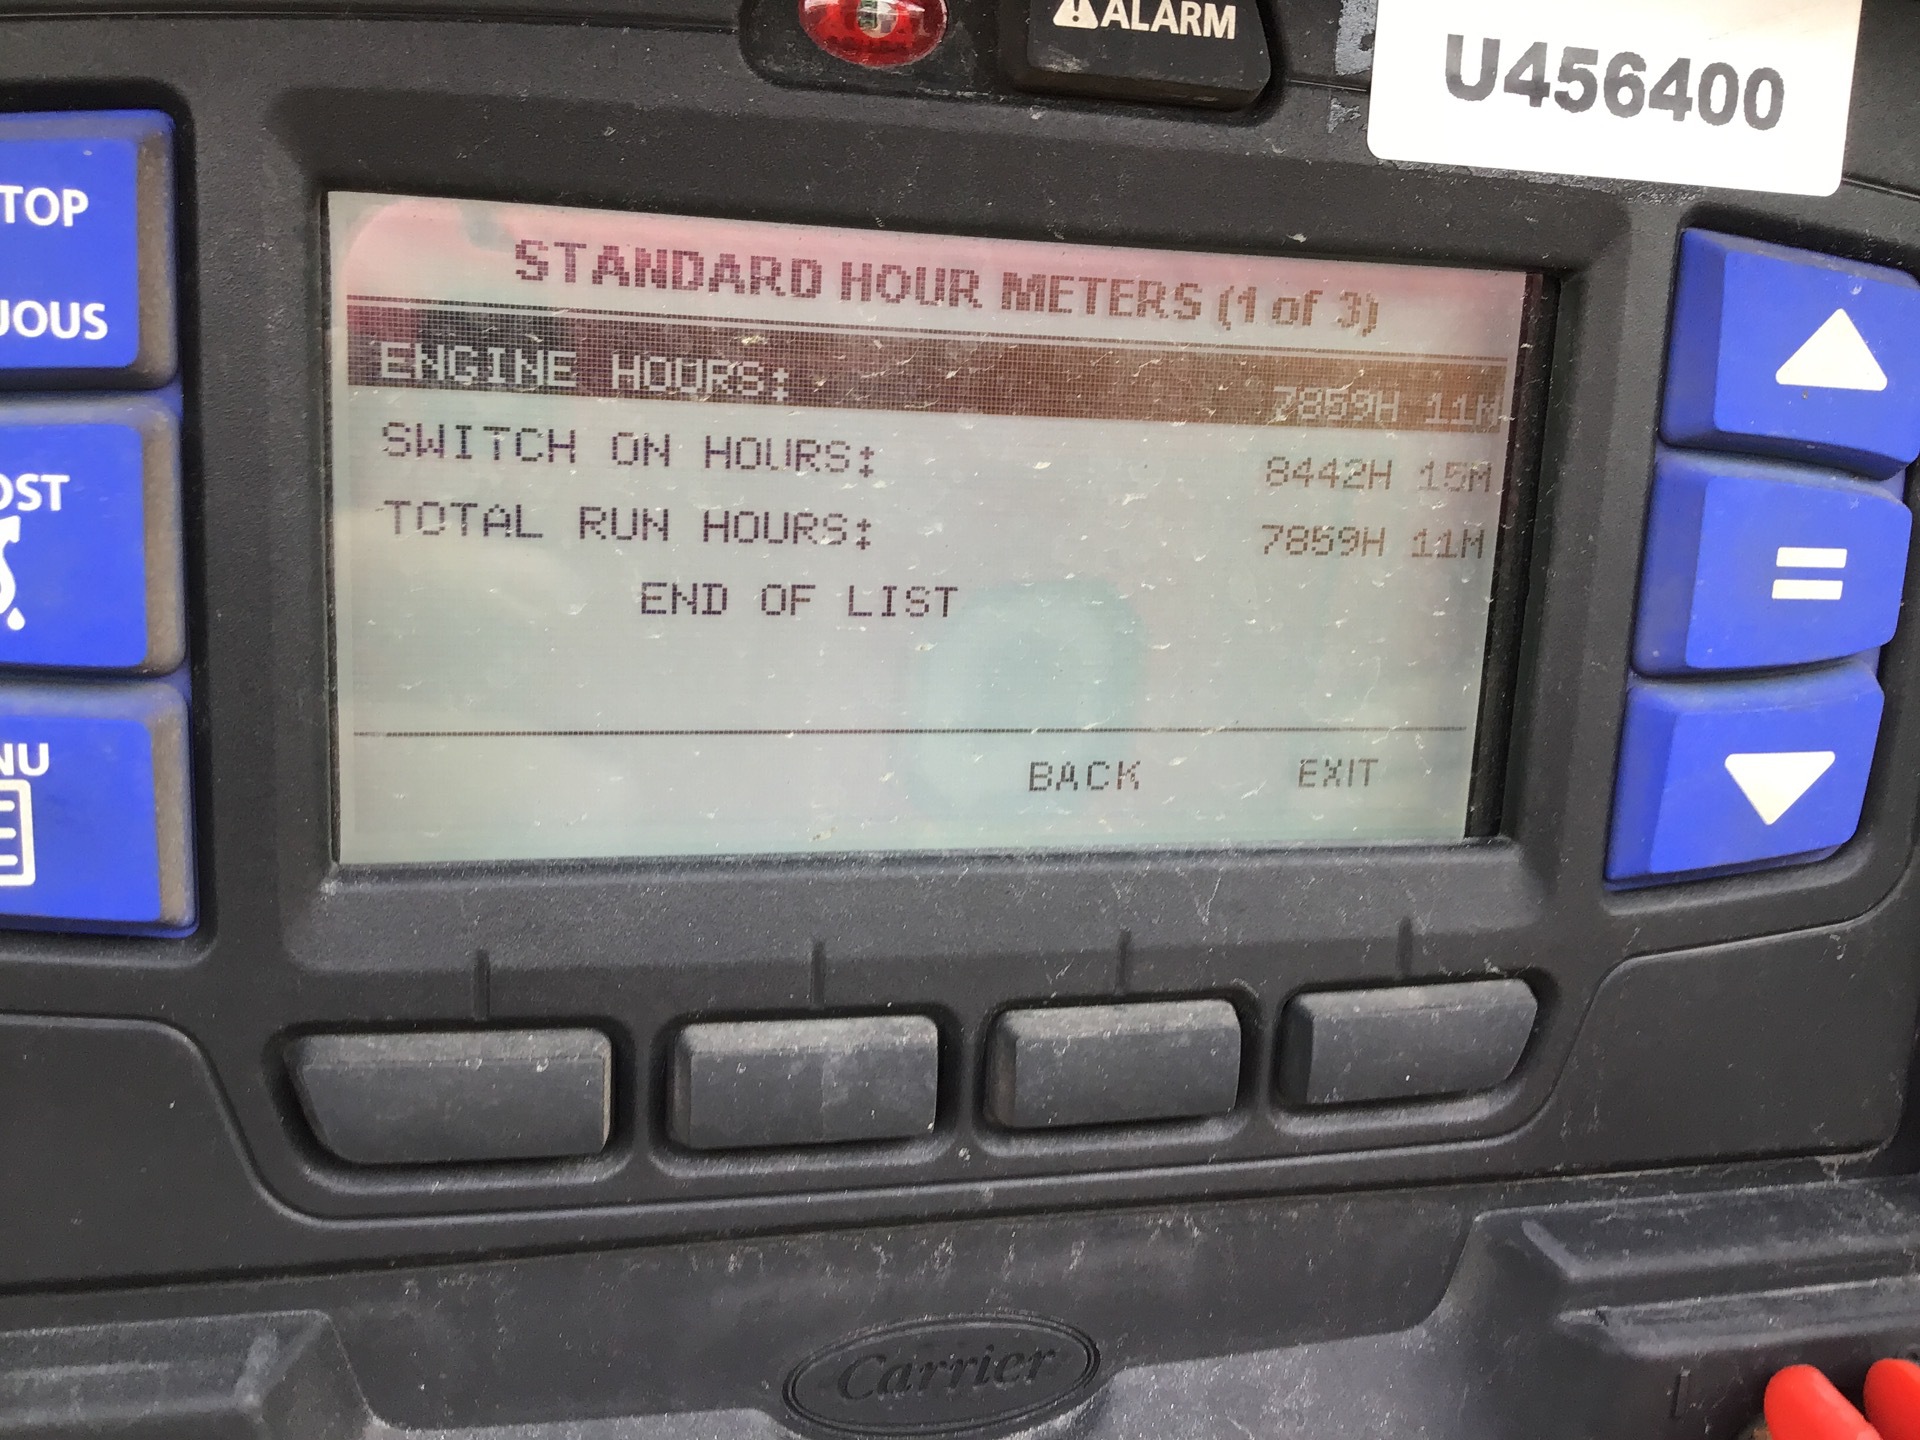 ALARM
U456400
TOP
UOUS
OST
NU
STANDARD HOUR METERS (1 of 3)
ENGINE HOURS: 7859H 11M
SWITCH ON HOURS: 8442H 15M
TOTAL RUN HOURS: 7859H 11M
END OF LIST
BACK EXIT
Carrier